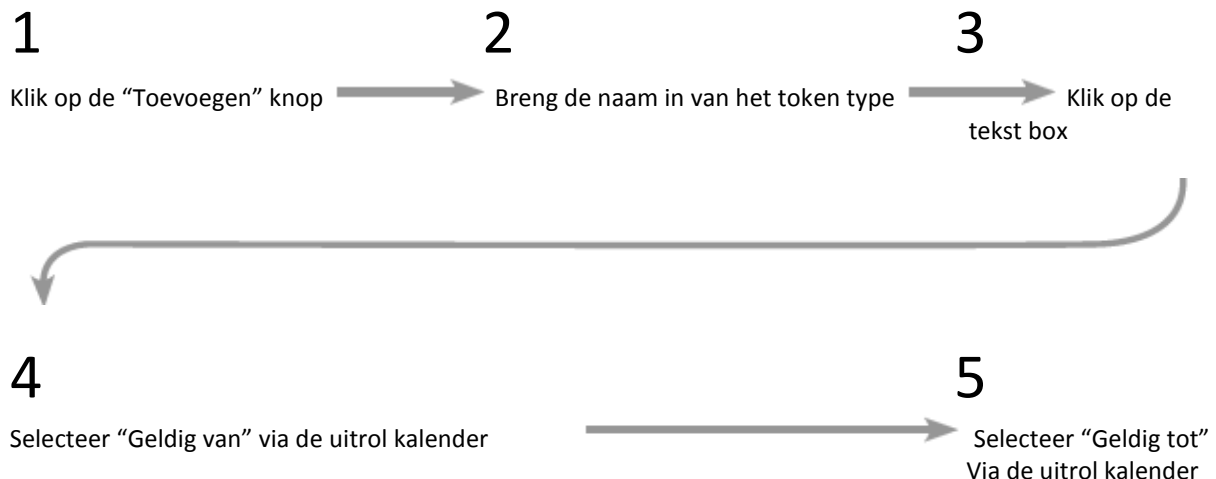 1
2
3
Klik op de “Toevoegen” knop
Breng de naam in van het token type
Klik op de
tekst box
4
5
Selecteer “Geldig van” via de uitrol kalender
Selecteer “Geldig tot”
Via de uitrol kalender